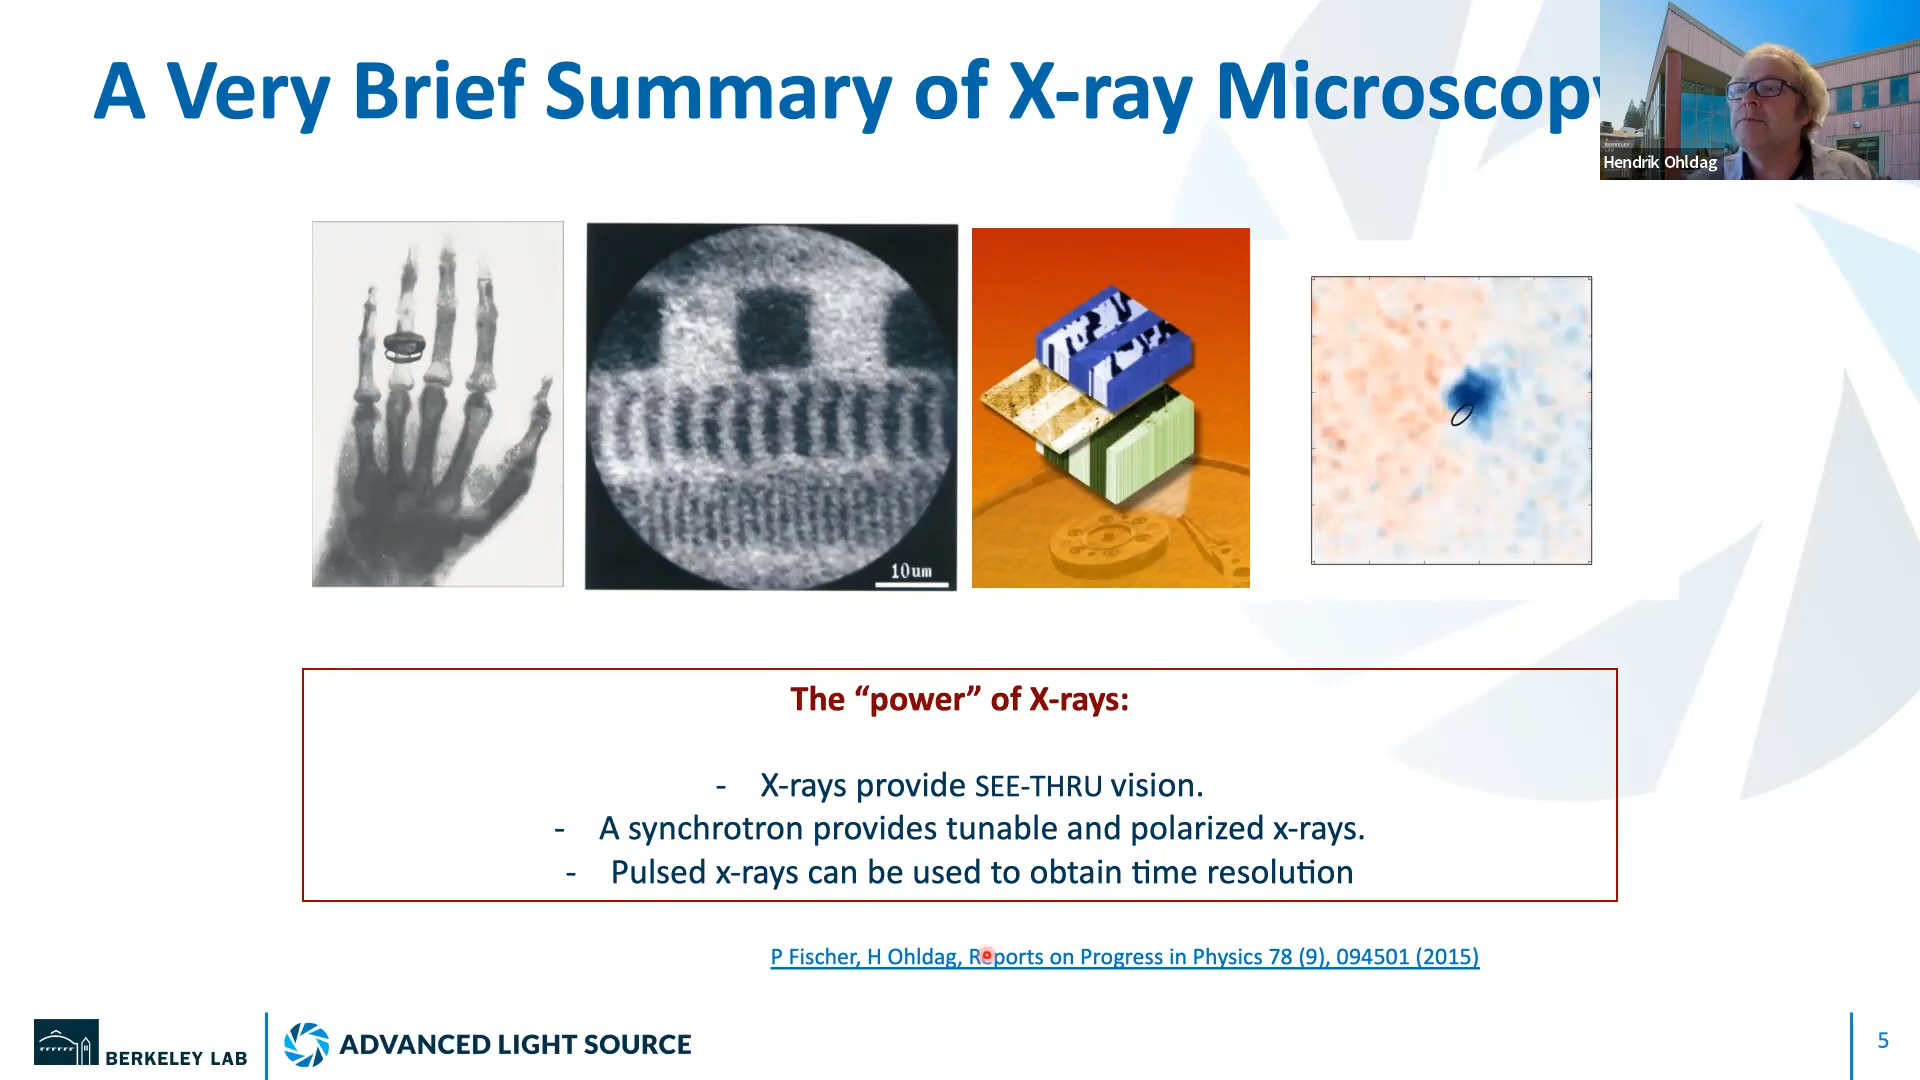 A Very Brief Summary of X-ray Microscopy
Hendrik Ohldag
10um
The “power” of X-rays:
- X-rays provide SEE-THRU vision.
- A synchrotron provides tunable and polarized x-rays.
- Pulsed x-rays can be used to obtain time resolution
P Fischer, H Ohldag, Reports on Progress in Physics 78 (9), 094501 (2015)
BERKELEY LAB
ADVANCED LIGHT SOURCE
5